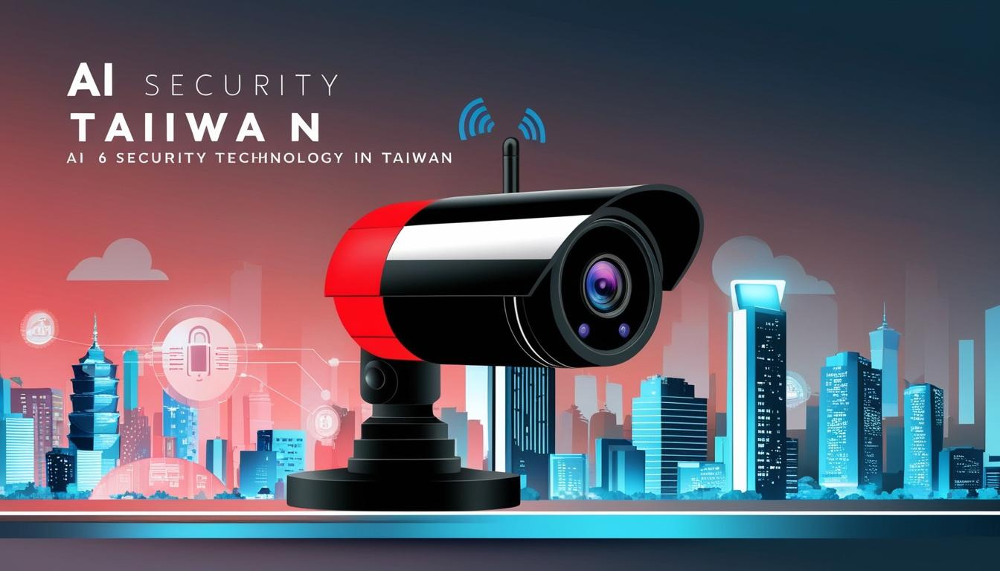 AI SECURITY
TAIIWA N
AI 6 SECURITY TECHNOLOGY IN TAIWAN